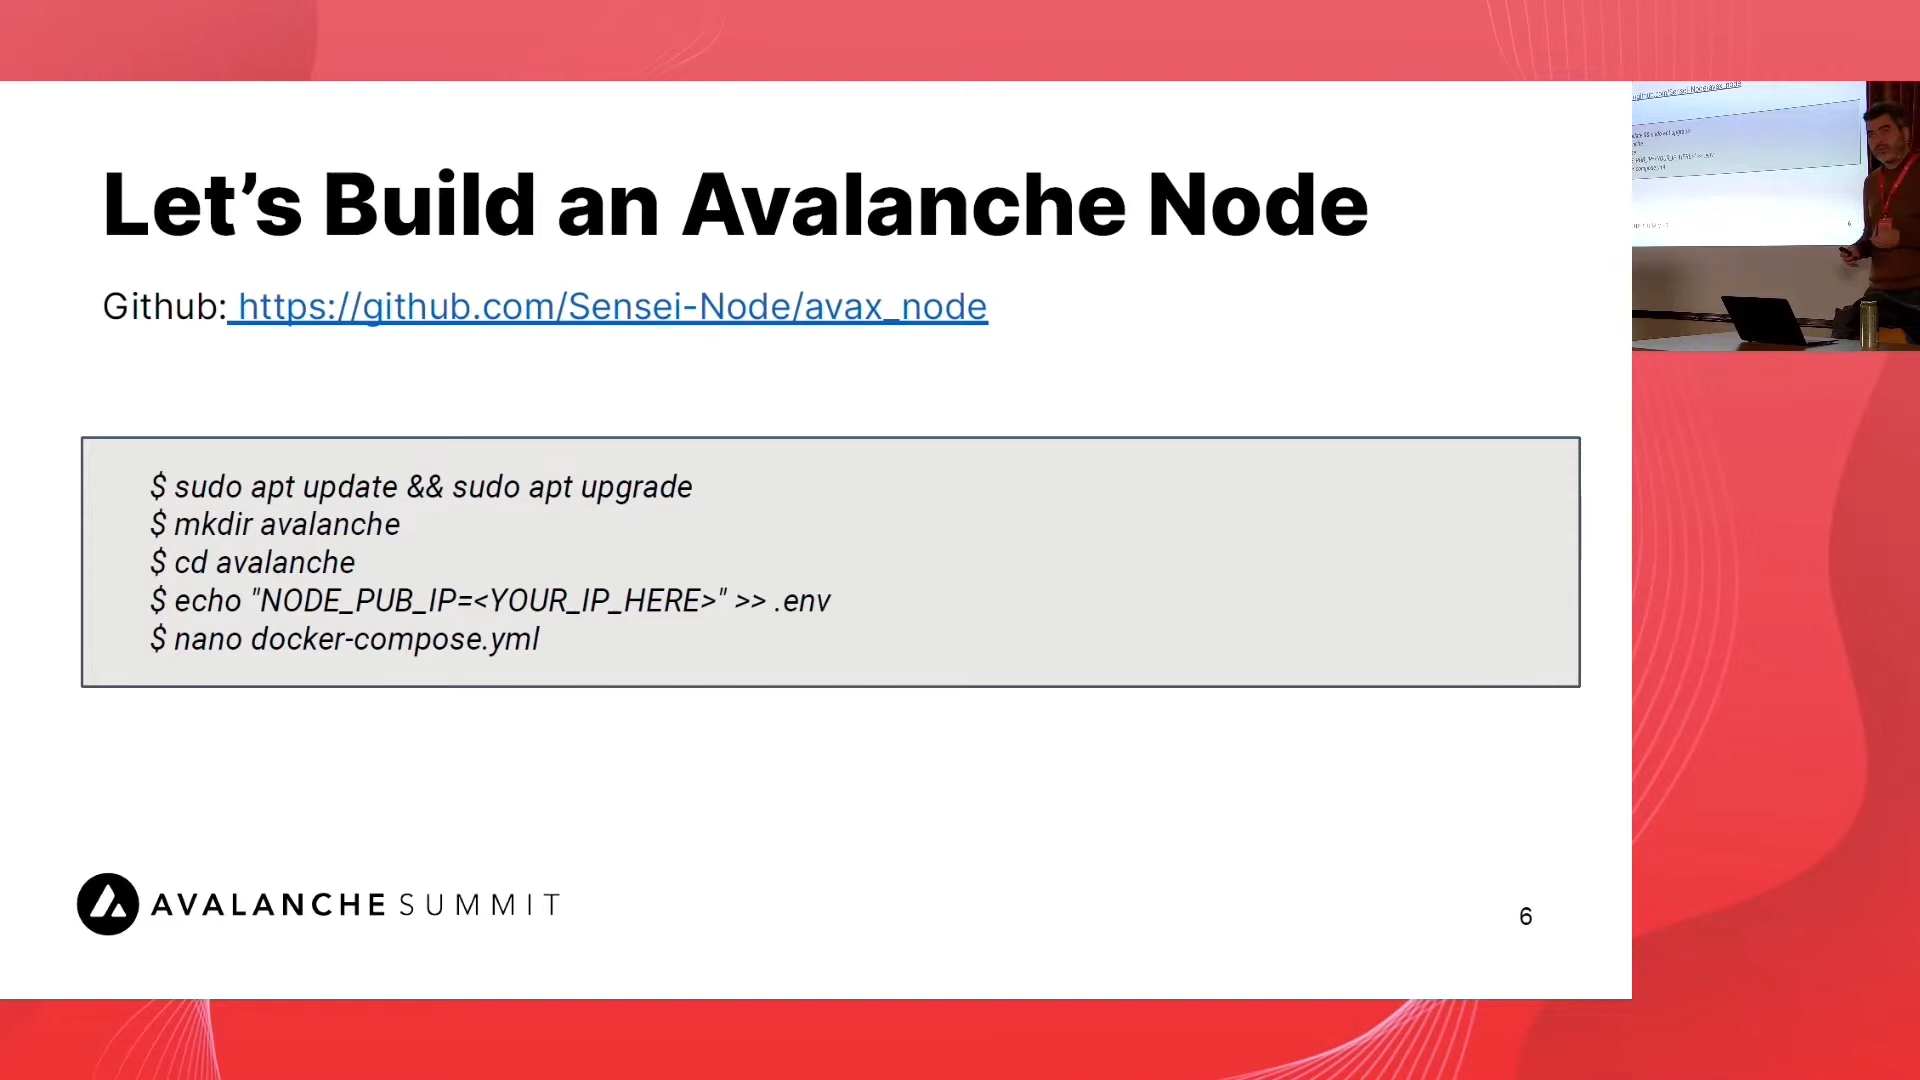 Let’s Build an Avalanche Node
Github: https://github.com/Sensei-Node/avax_node
$ sudo apt update && sudo apt upgrade
$ mkdir avalanche
$ cd avalanche
$ echo "NODE_PUB_IP=<YOUR_IP_HERE>" >> .env
$ nano docker-compose.yml
AVALANCHE SUMMIT
6